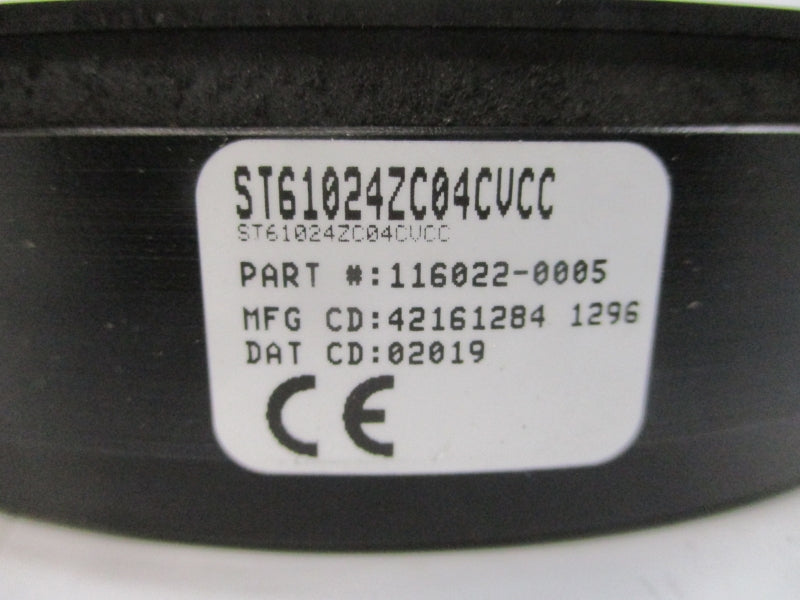 ST61024ZC04CVCC
ST61024ZC04CVCC
PART #:116022-0005
MFG CD:42161284 1296
DAT CD:02019
CE